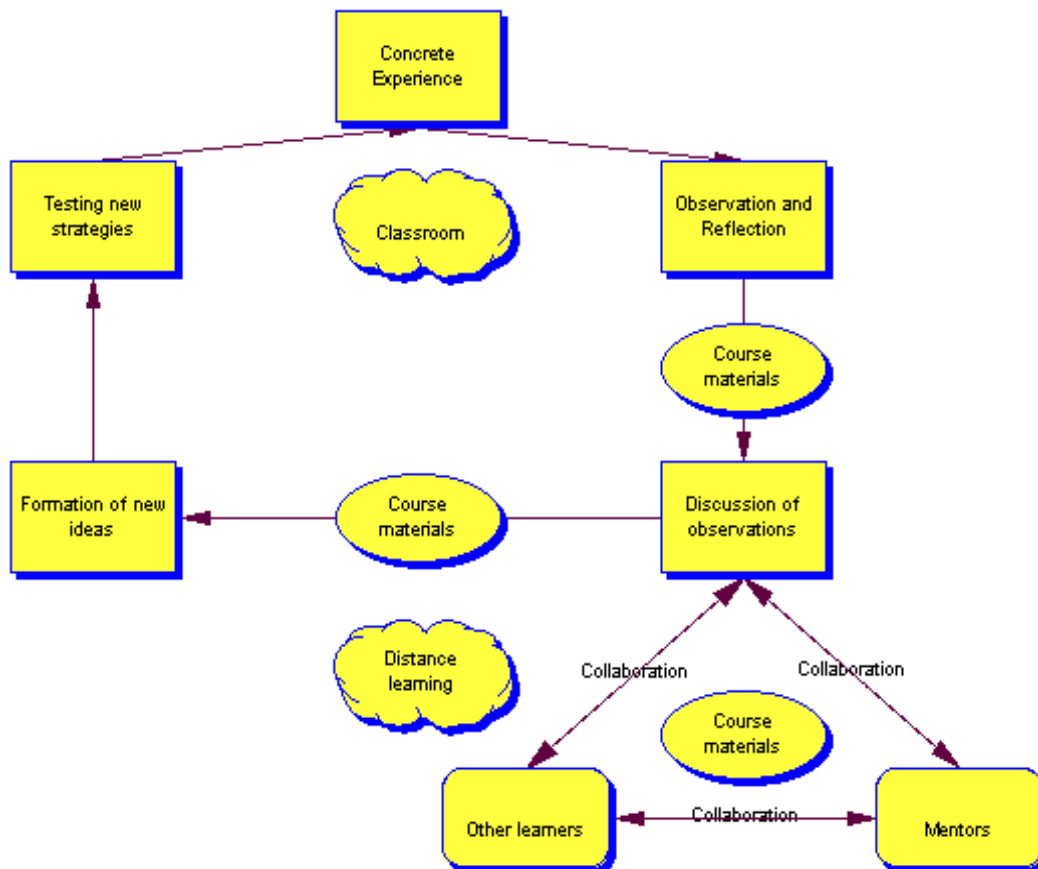 Concrete
Experience
Testing new
strategies
Classroom
Observation and
Reflection
Course
materials
Formation of new
ideas
Course
materials
Discussion of
observations
Distance
learning
Collaboration
Collaboration
Course
materials
Other learners
Collaboration
Mentors